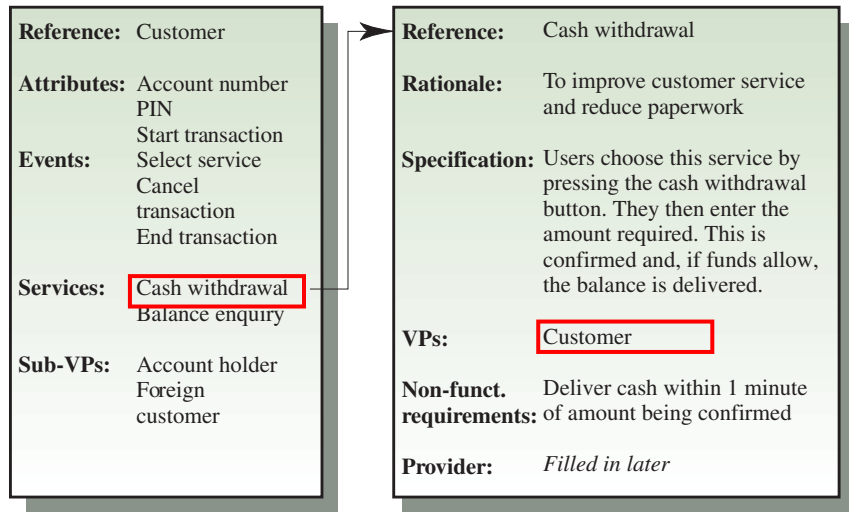 Reference: Customer
Attributes: Account number
PIN
Start transaction
Events: Select service
Cancel
transaction
End transaction
Services: Cash withdrawal
Balance enquiry
Sub-VPs: Account holder
Foreign
customer
Reference: Cash withdrawal
Rationale: To improve customer service
and reduce paperwork
Specification: Users choose this service by
pressing the cash withdrawal
button. They then enter the
amount required. This is
confirmed and, if funds allow,
the balance is delivered.
VPs: Customer
Non-funct. Deliver cash within 1 minute
requirements: of amount being confirmed
Provider: Filled in later